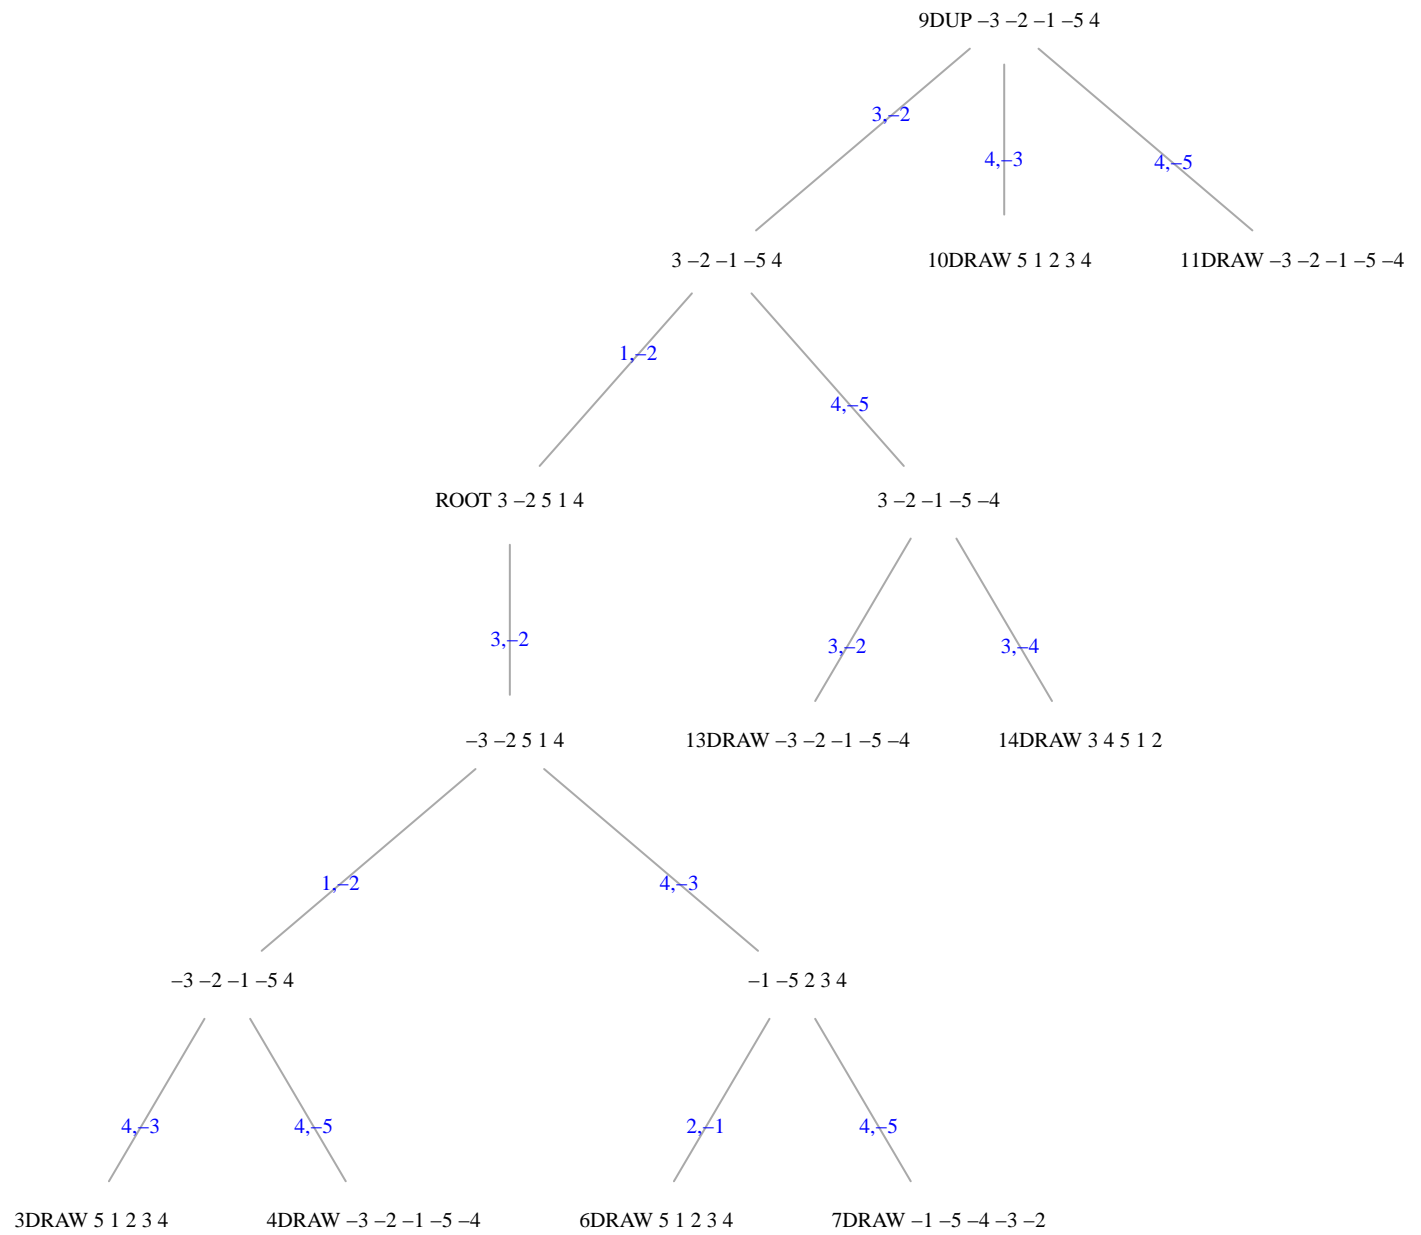 9DUP –3 –2 –1 –5 4
3,–2
4,–3
4,–5
3 –2 –1 –5 4
10DRAW 5 1 2 3 4
11DRAW –3 –2 –1 –5 –4
1,–2
4,–5
ROOT 3 –2 5 1 4
3 –2 –1 –5 –4
3,–2
3,–2
3,–4
–3 –2 5 1 4
13DRAW –3 –2 –1 –5 –4
14DRAW 3 4 5 1 2
1,–2
4,–3
–3 –2 –1 –5 4
–1 –5 2 3 4
4,–3
4,–5
2,–1
4,–5
3DRAW 5 1 2 3 4
4DRAW –3 –2 –1 –5 –4
6DRAW 5 1 2 3 4
7DRAW –1 –5 –4 –3 –2